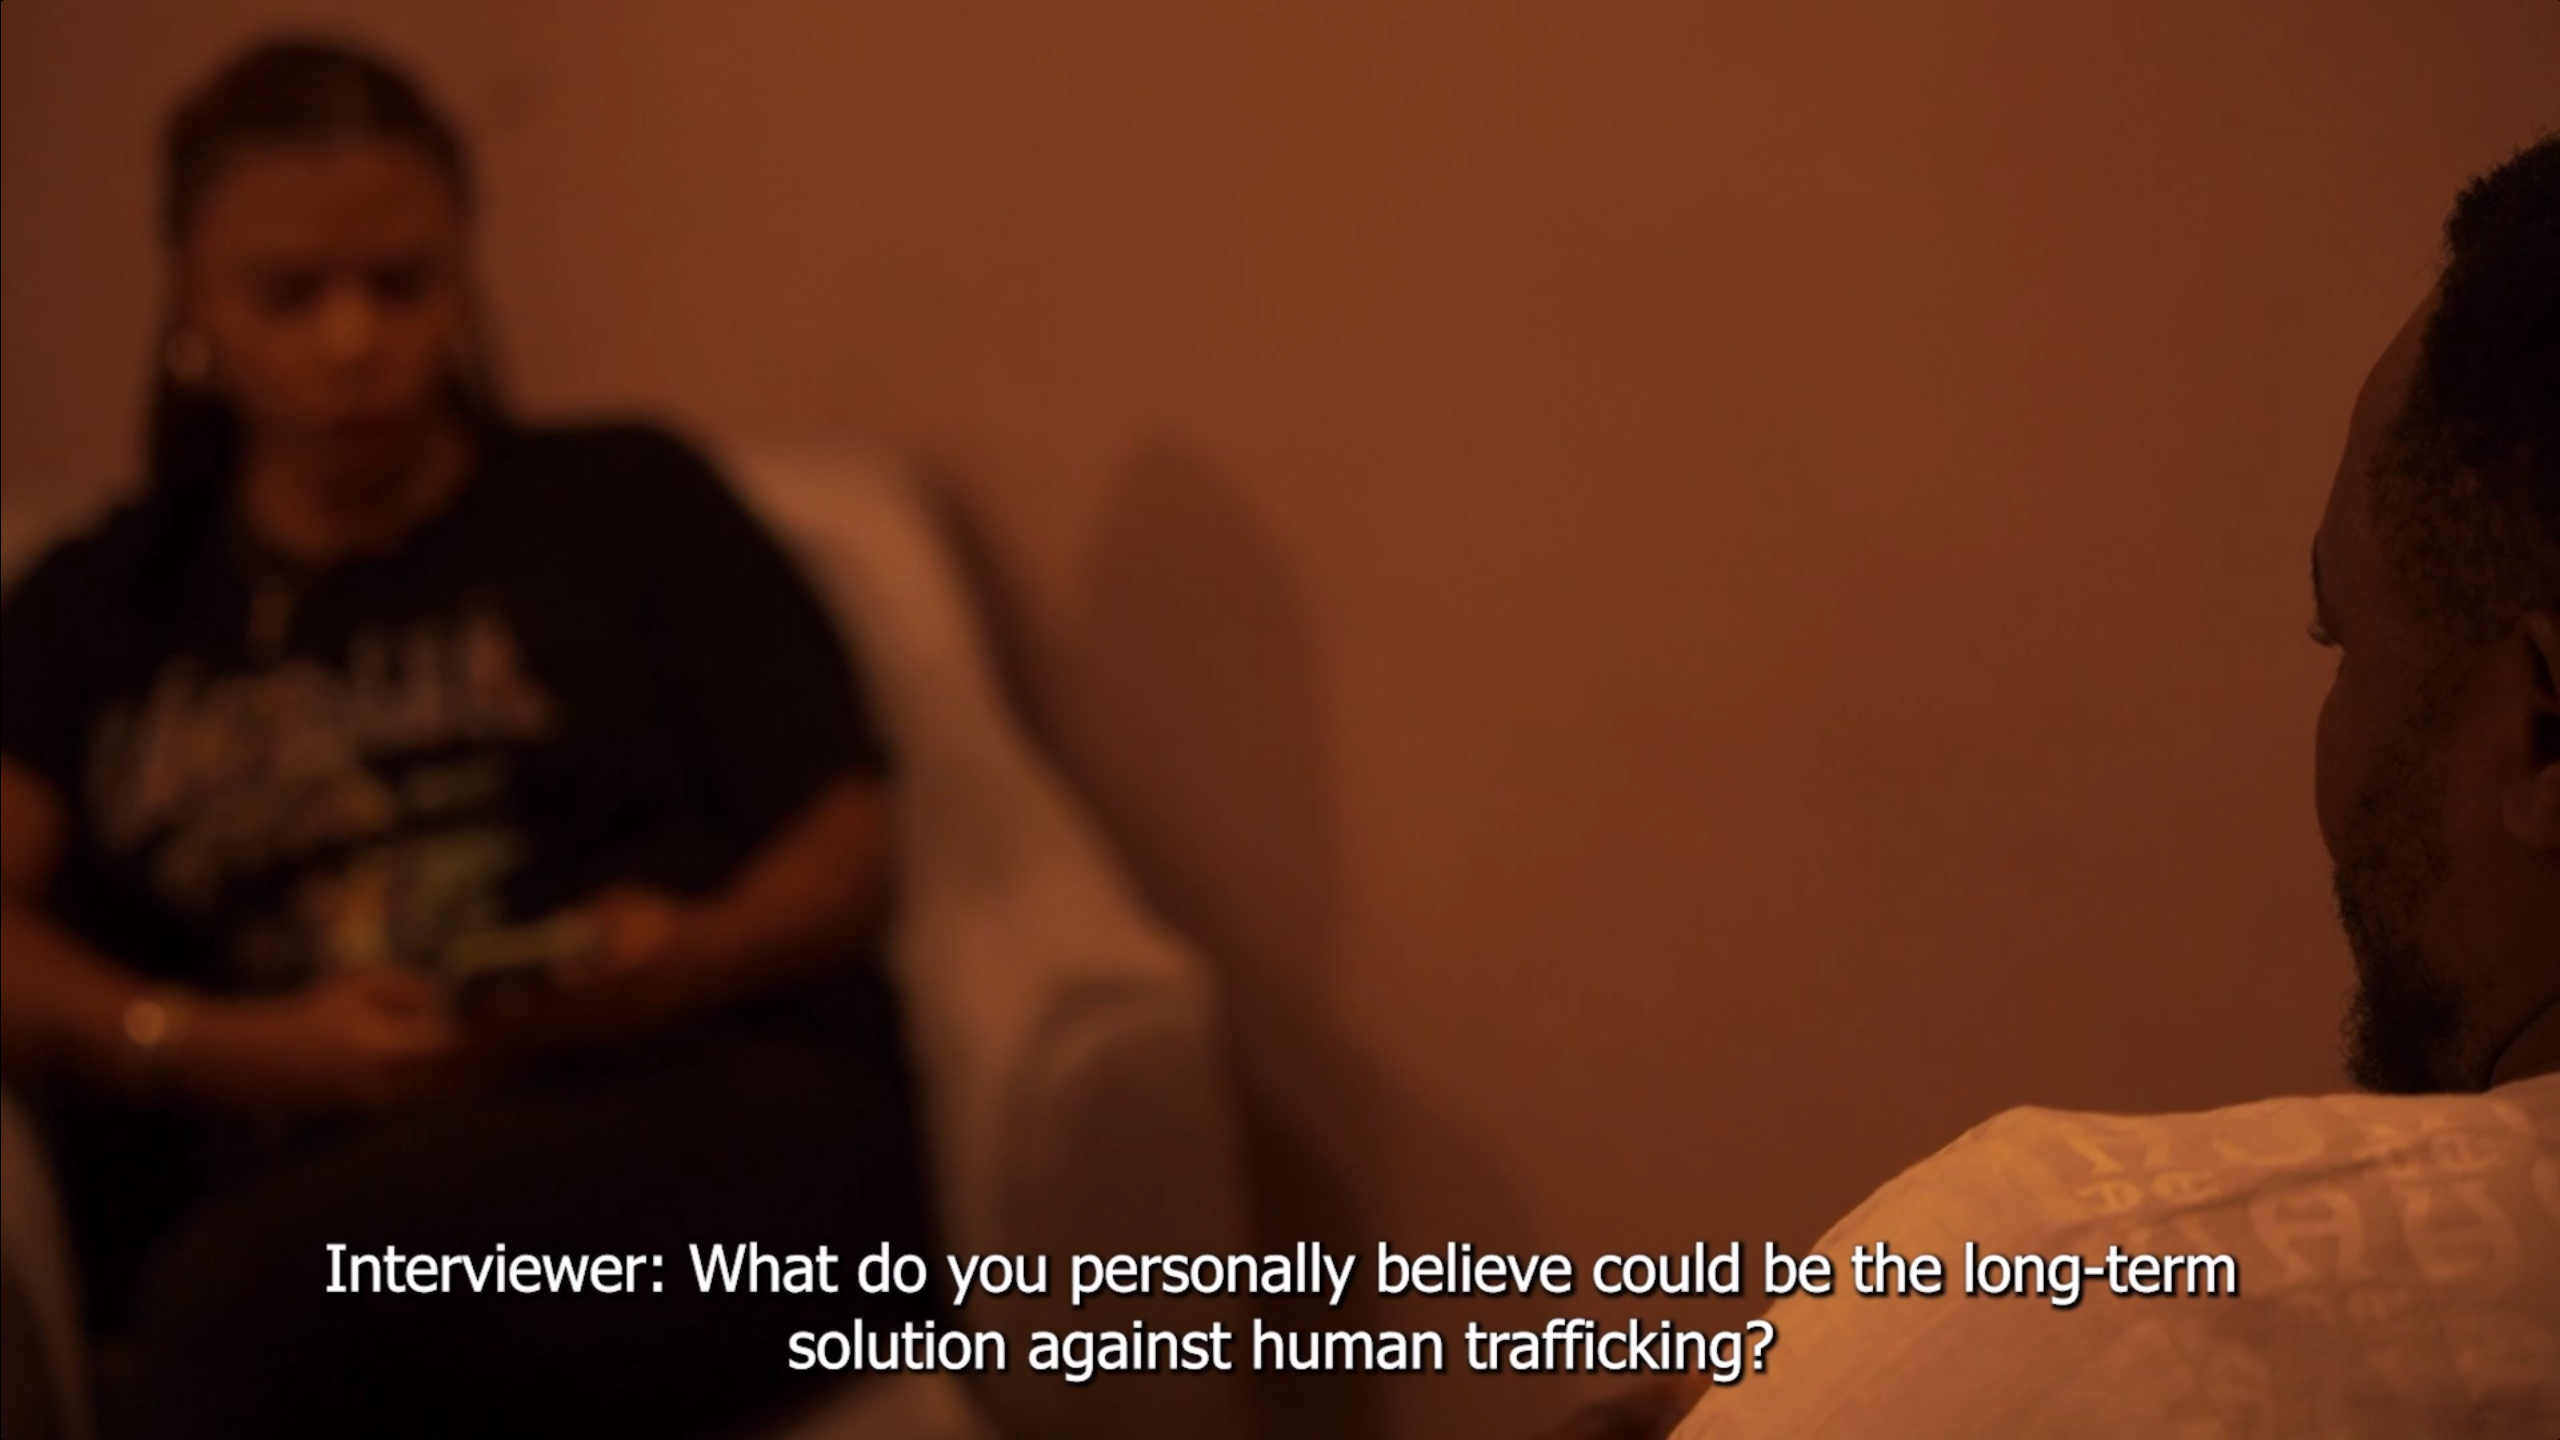 Interviewer: What do you personally believe could be the long-term
solution against human trafficking?